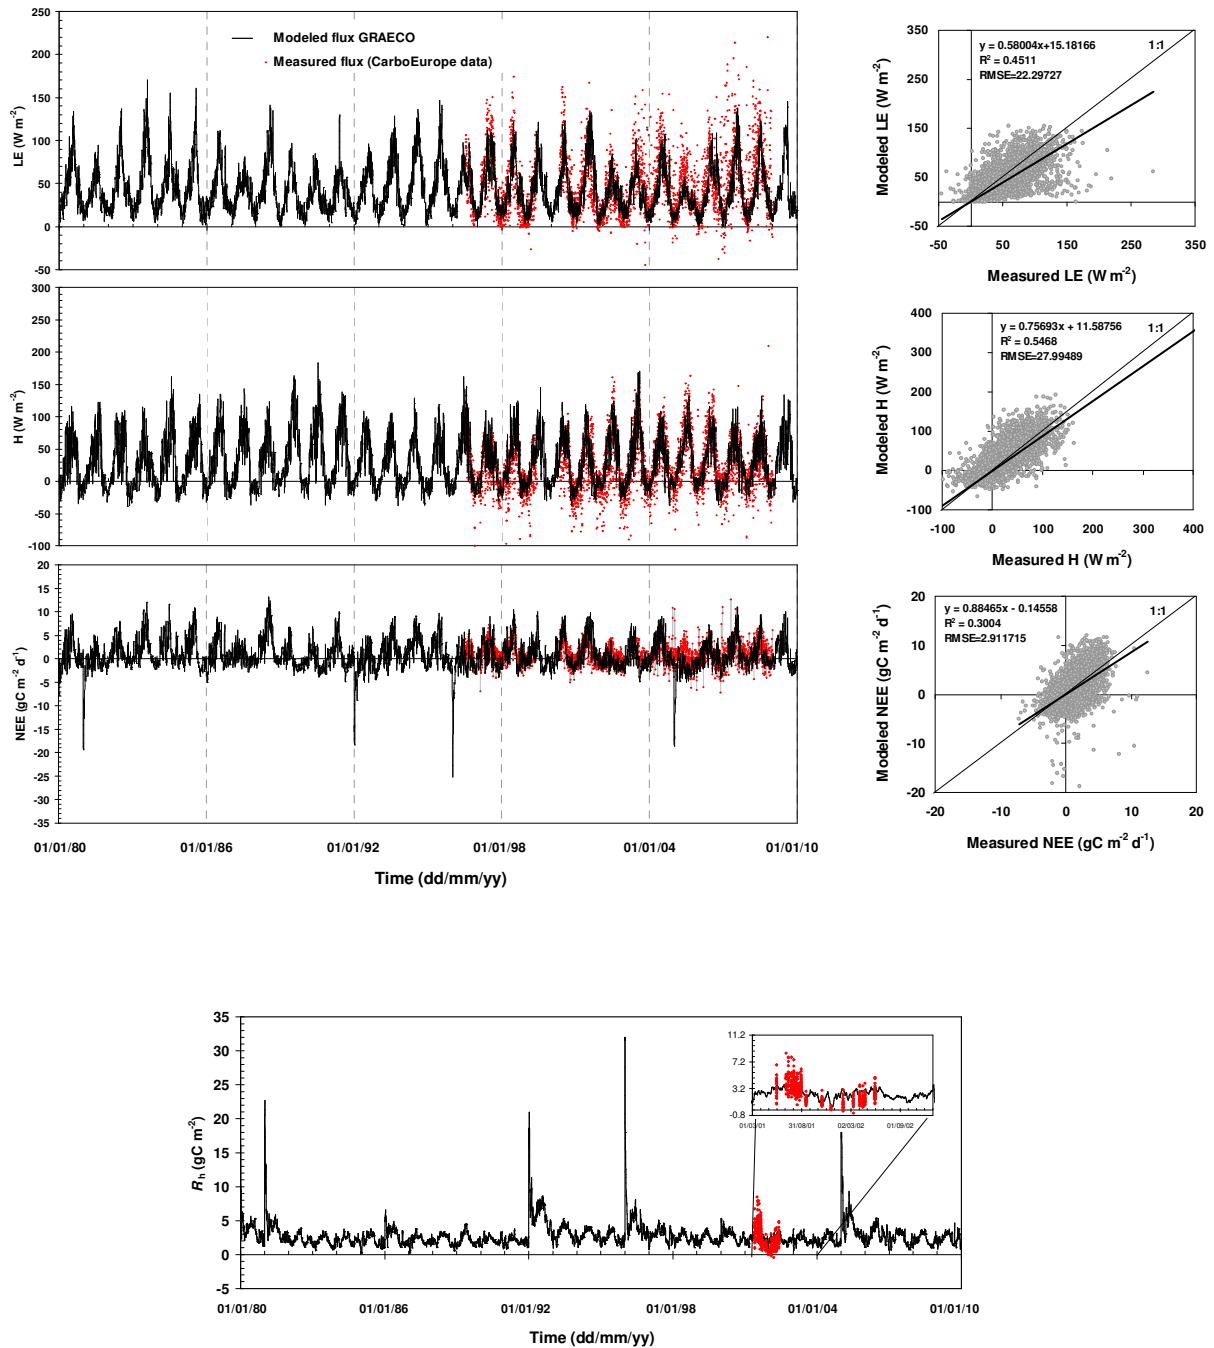 250
200
150
100
50
0
-50
LE (W m-2)
Modeled flux GRAECO
Measured flux (CarboEurope data)
300
250
200
150
100
50
0
-50
-100
H (W m-2)
20
15
10
5
0
-5
-10
-15
-20
-25
-30
-35
NEE (gC m-2 d-1)
01/01/80 01/01/86 01/01/92 01/01/98 01/01/04 01/01/10
Time (dd/mm/yy)
350
250
150
50
-50
Modeled LE (W m-2)
y = 0.58004x+15.18166
R2 = 0.4511
RMSE=22.29727
1:1
-50 50 150 250 350
Measured LE (W m-2)
400
300
200
100
0
-100
Modeled H (W m-2)
y = 0.75693x + 11.58756
R2 = 0.5468
RMSE=27.99489
1:1
-100 0 100 200 300 400
Measured H (W m-2)
20
10
0
-10
-20
Modeled NEE (gC m-2 d-1)
y = 0.88465x - 0.14558
R2 = 0.3004
RMSE=2.911715
1:1
-20 -10 0 10 20
Measured NEE (gC m-2 d-1)
35
30
25
20
15
10
5
0
-5
Rh (gC m-2)
11.2
7.2
3.2
-0.8
01/03/01 31/08/01 02/03/02 01/09/02
01/01/80 01/01/86 01/01/92 01/01/98 01/01/04 01/01/10
Time (dd/mm/yy)